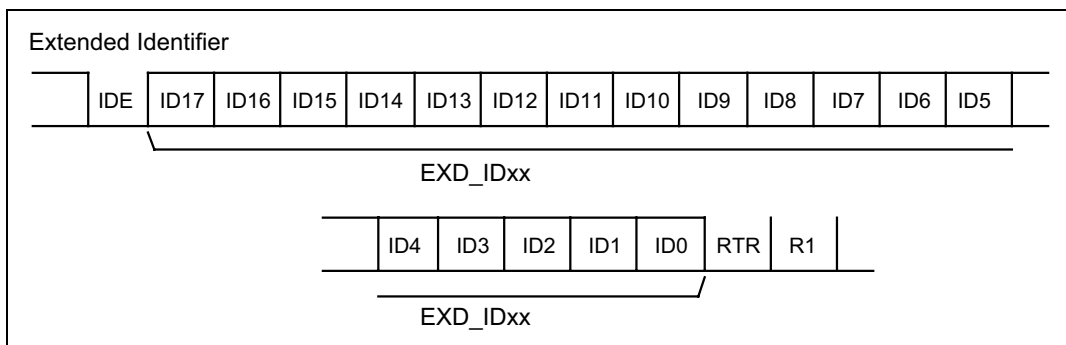 Extended Identifier
IDE ID17 ID16 ID15 ID14 ID13 ID12 ID11 ID10 ID9 ID8 ID7 ID6 ID5
EXD_IDxx
ID4 ID3 ID2 ID1 ID0 RTR R1
EXD_IDxx